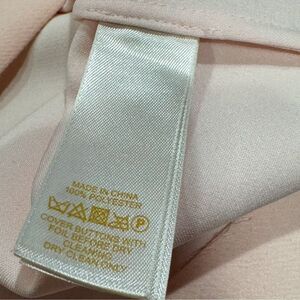 MADE IN CHINA
100% POLYESTER
P
COVER BUTTONS WITH
FOIL BEFORE DRY
CLEANING
DRY CLEAN ONLY